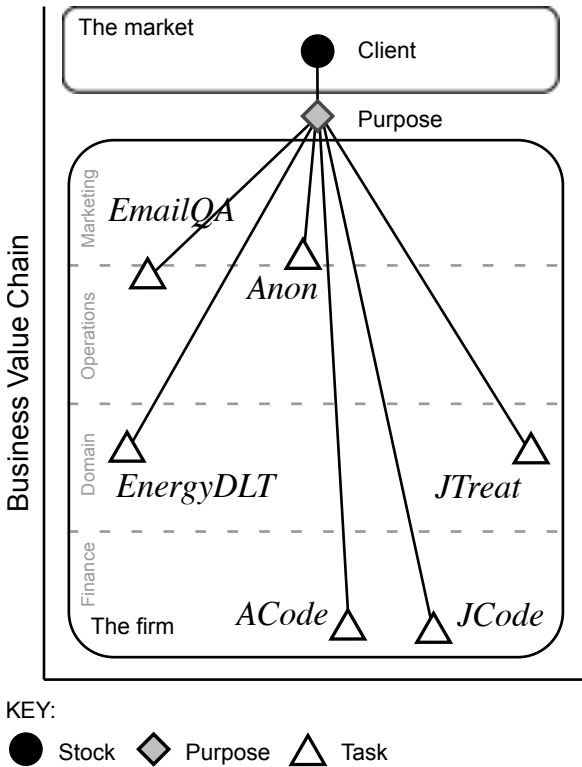 The market
Client
Purpose
Business Value Chain
Marketing
EmailQA
Anon
Operations
Domain
EnergyDLT
JTreat
Finance
ACode
JCode
The firm
KEY:
Stock
Purpose
Task